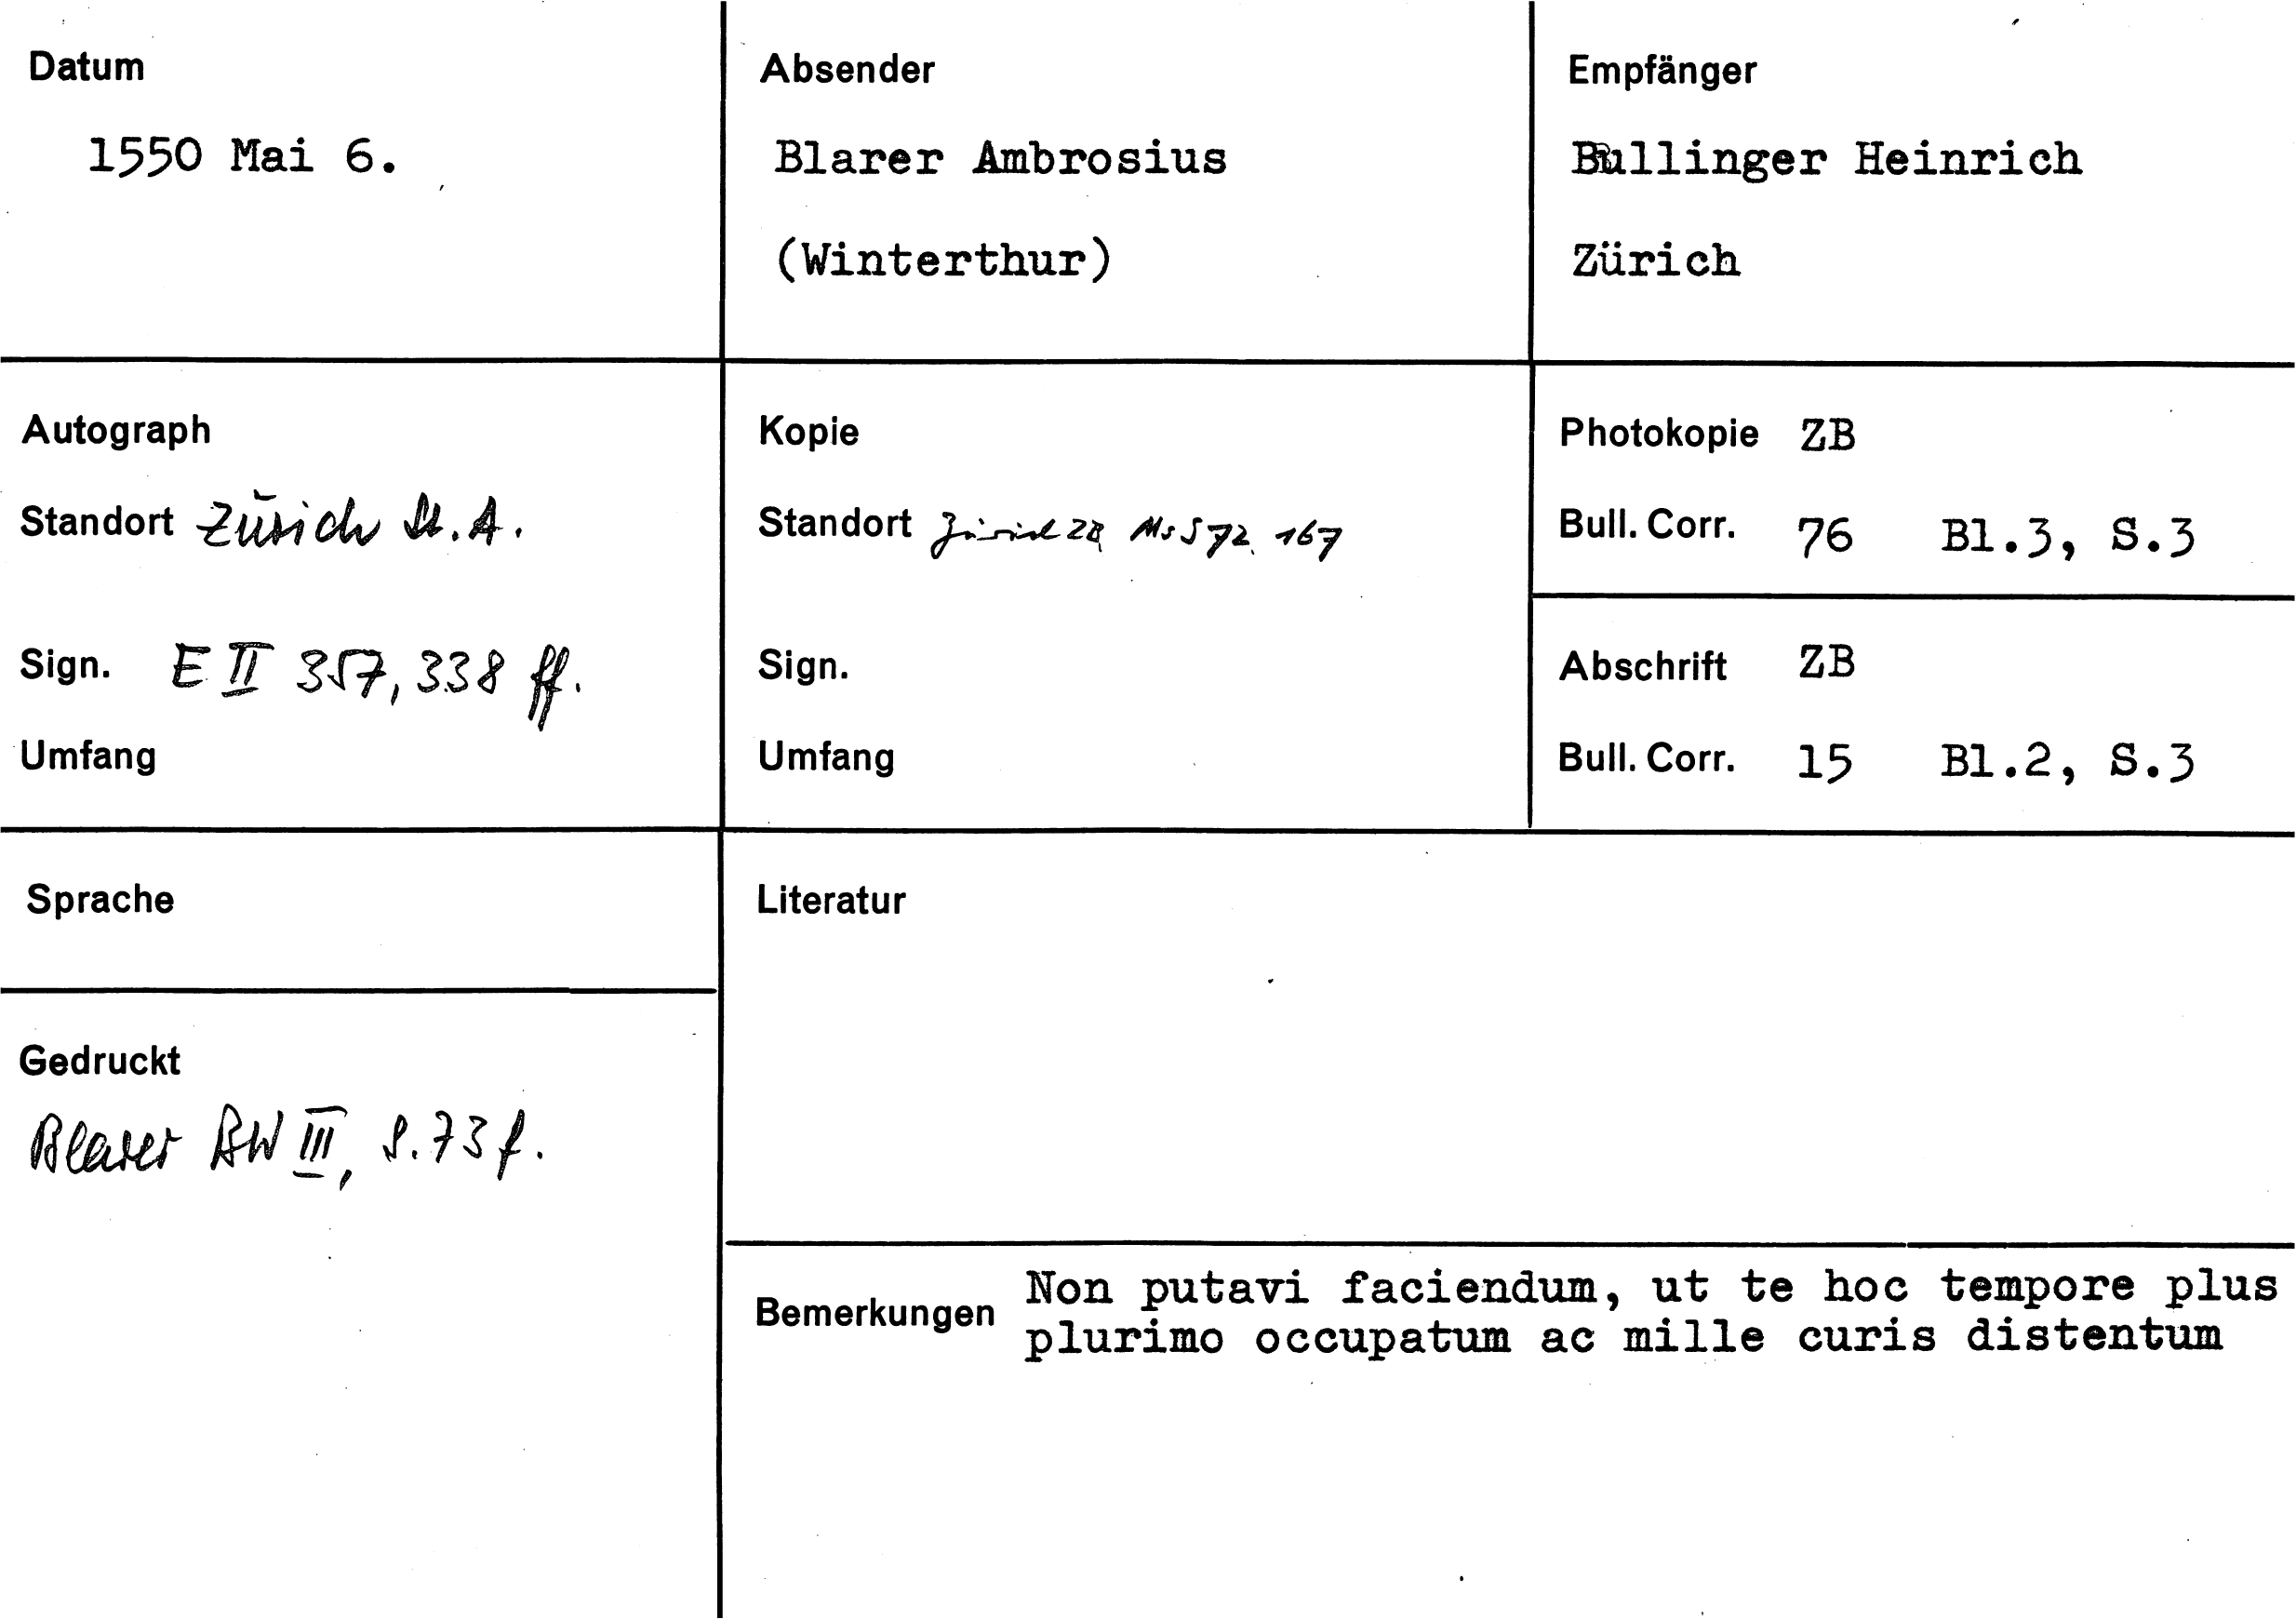 Datum
1550 Mai 6.
Absender
Blarer Ambrosius
(Winterthur)
Empfänger
Bullinger Heinrich
Zürich
Autograph
Standort Zürich St.A.
Sign. E II 357, 338 ff.
Umfang
Kopie
Standort Zürich ZB Ms S 72. 167
Sign.
Umfang
Photokopie ZB
Bull. Corr. 76 Bl.3, S.3
Abschrift ZB
Bull. Corr. 15 Bl.2, S.3
Sprache
Gedruckt
Blarer BW III, S. 73 f.
Literatur
Bemerkungen Non putavi faciendum, ut te hoc tempore plus
plurimo occupatum ac mille curis distentum